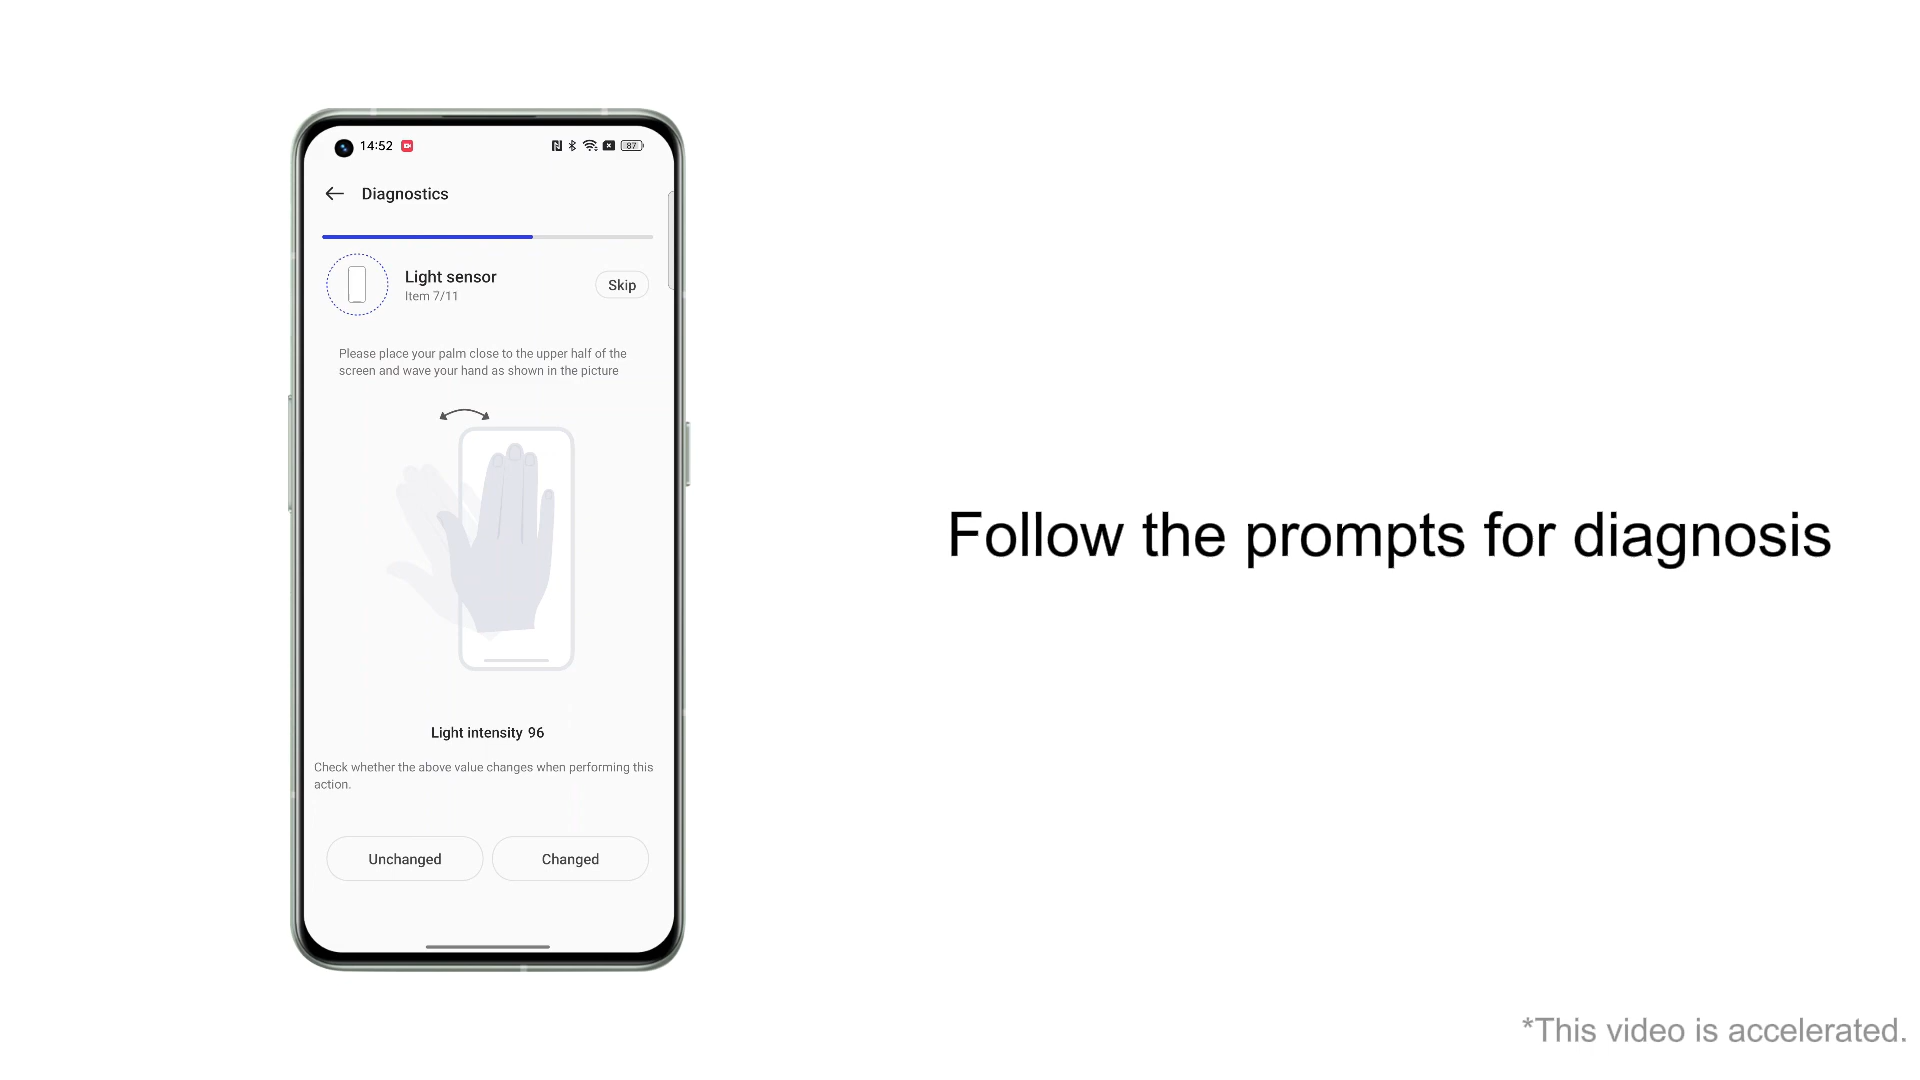 14:52
87
Diagnostics
Light sensor
Item 7/11
Skip
Please place your palm close to the upper half of the
screen and wave your hand as shown in the picture
Light intensity 96
Check whether the above value changes when performing this
action.
Unchanged
Changed
Follow the prompts for diagnosis
*This video is accelerated.